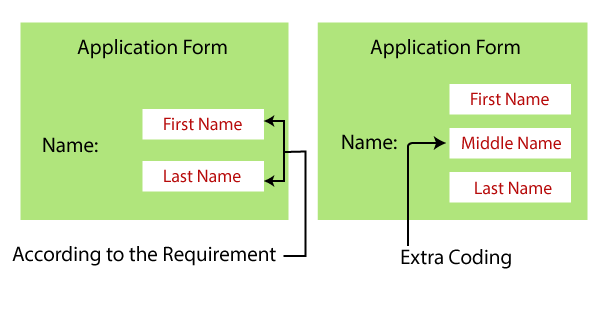 Application Form
First Name
Name:
Last Name
According to the Requirement
Application Form
First Name
Name:
Middle Name
Last Name
Extra Coding